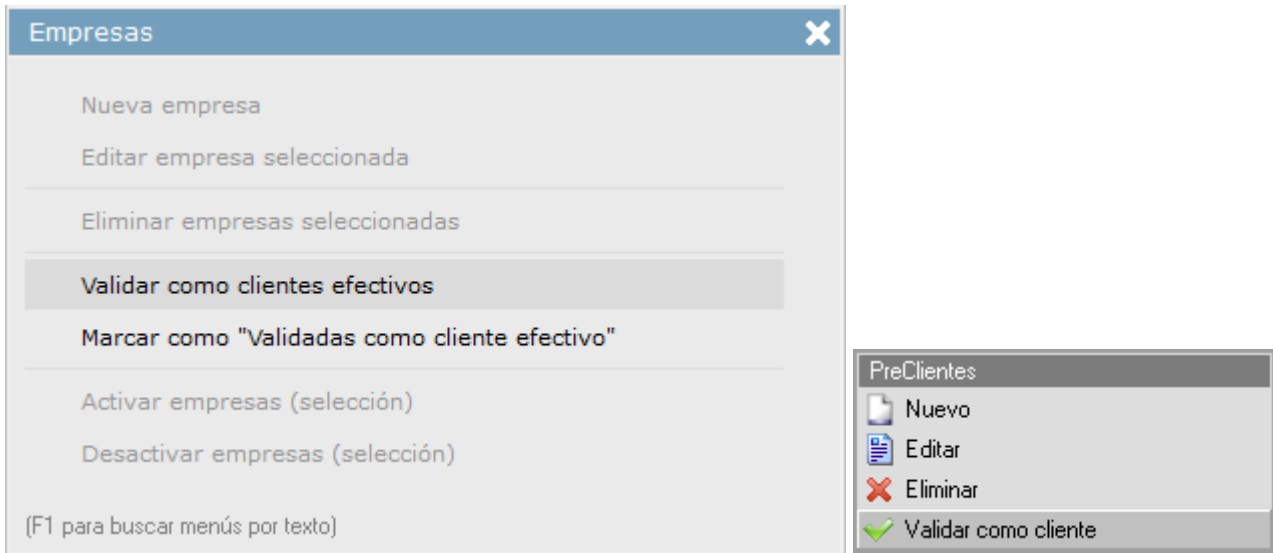 Empresas
Nueva empresa
Editar empresa seleccionada
Eliminar empresas seleccionadas
Validar como clientes efectivos
Marcar como "Validadas como cliente efectivo"
Activar empresas (selección)
Desactivar empresas (selección)
(F1 para buscar menús por texto)
PreClientes
Nuevo
Editar
Eliminar
Validar como cliente